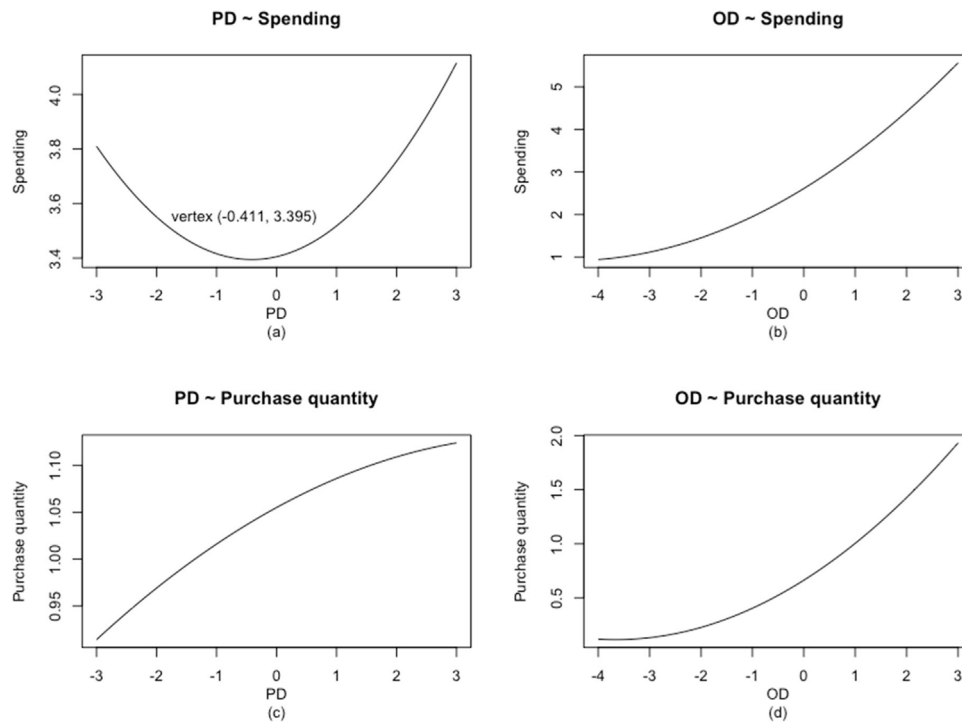 PD ~ Spending
Spending
4.0
3.8
3.6
3.4
vertex (-0.411, 3.395)
-3 -2 -1 0 1 2 3
PD
(a)
OD ~ Spending
Spending
5
4
3
2
1
-4 -3 -2 -1 0 1 2 3
OD
(b)
PD ~ Purchase quantity
Purchase quantity
1.10
1.05
1.00
0.95
-3 -2 -1 0 1 2 3
PD
(c)
OD ~ Purchase quantity
Purchase quantity
2.0
1.5
1.0
0.5
-4 -3 -2 -1 0 1 2 3
OD
(d)